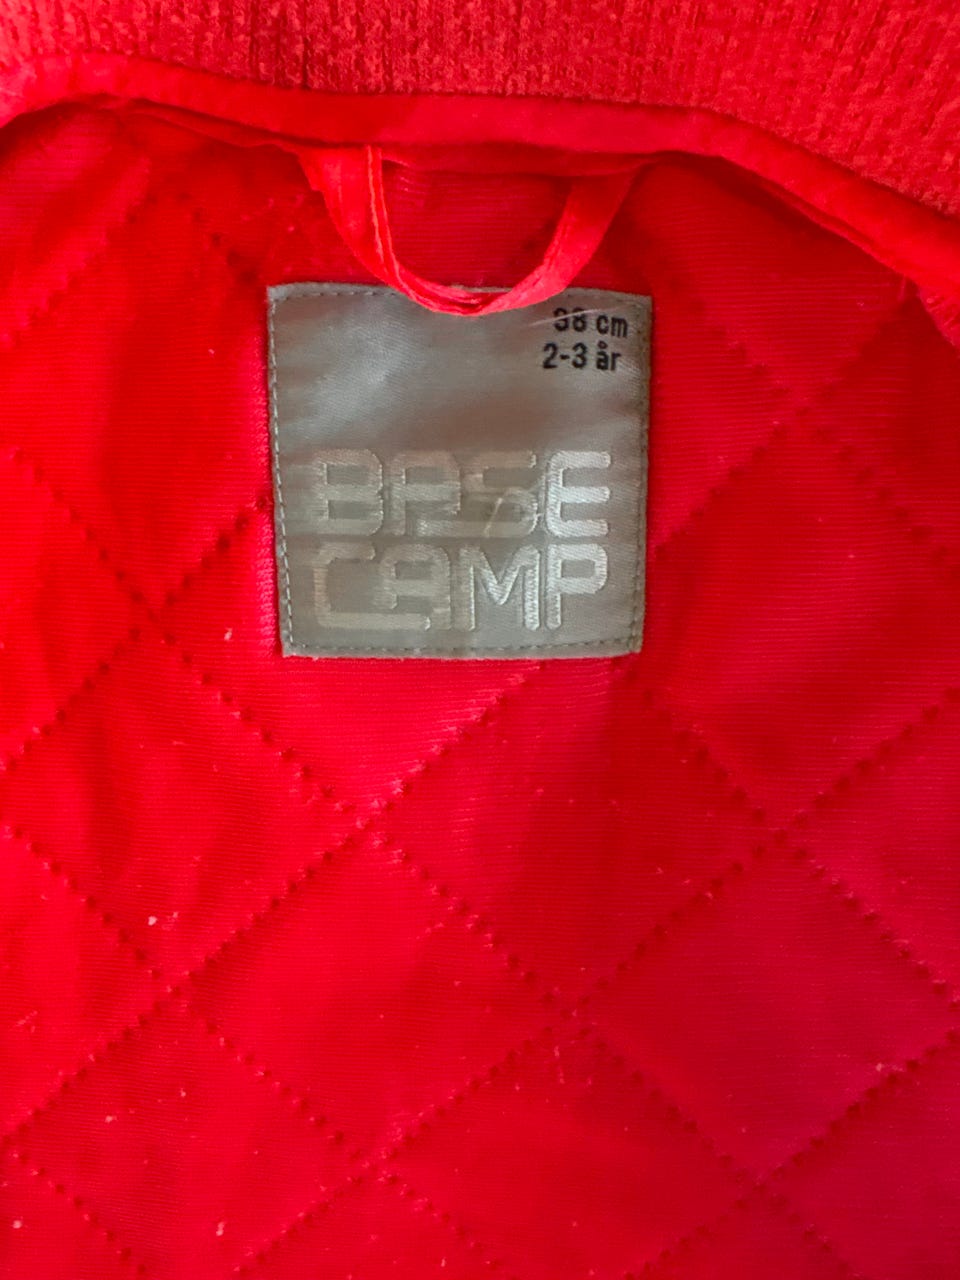 98 cm
2-3 år
BASE
CAMP